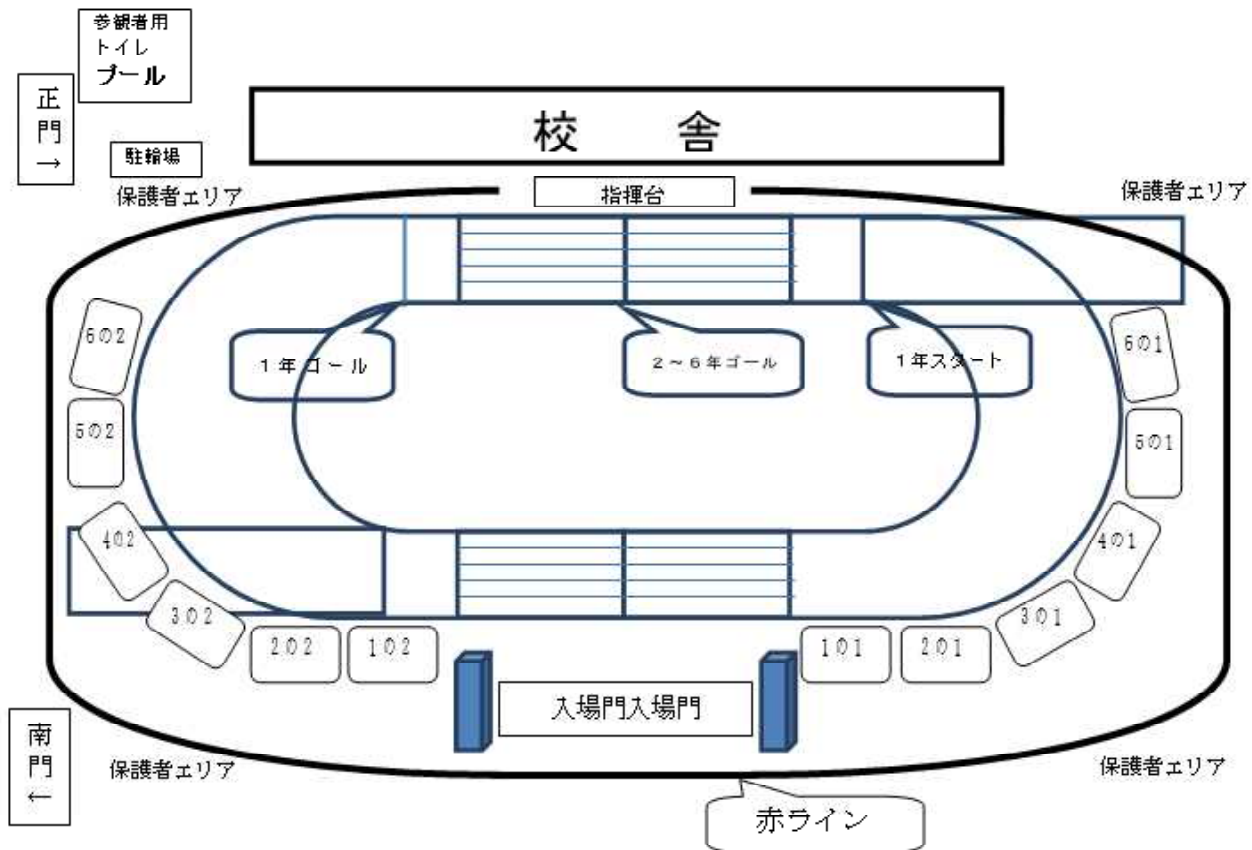 参観者用
トイレ
プール
正門→
校　舎
駐輪場
保護者エリア
指揮台
保護者エリア
1年ゴール
2～6年ゴール
1年スタート
6の2
6の1
5の2
5の1
4の2
4の1
3の2
3の1
2の2
1の2
1の1
2の1
入場門入場門
南門←
保護者エリア
保護者エリア
赤ライン